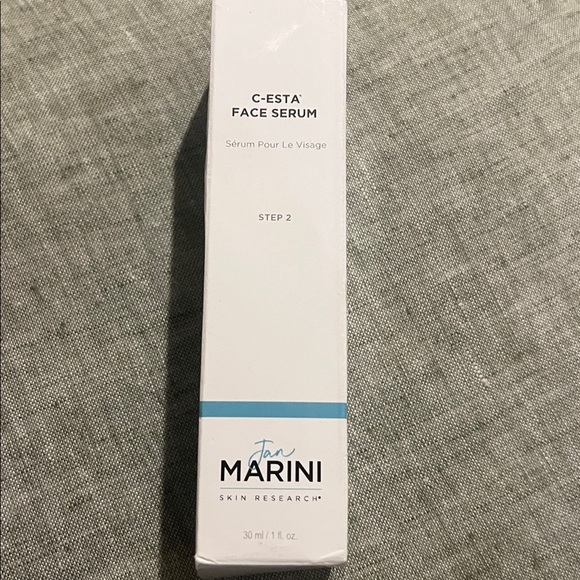 C-ESTA®
FACE SERUM
Sérum Pour Le Visage
STEP 2
Jan
MARINI
SKIN RESEARCH®
30 ml / 1 fl. oz.